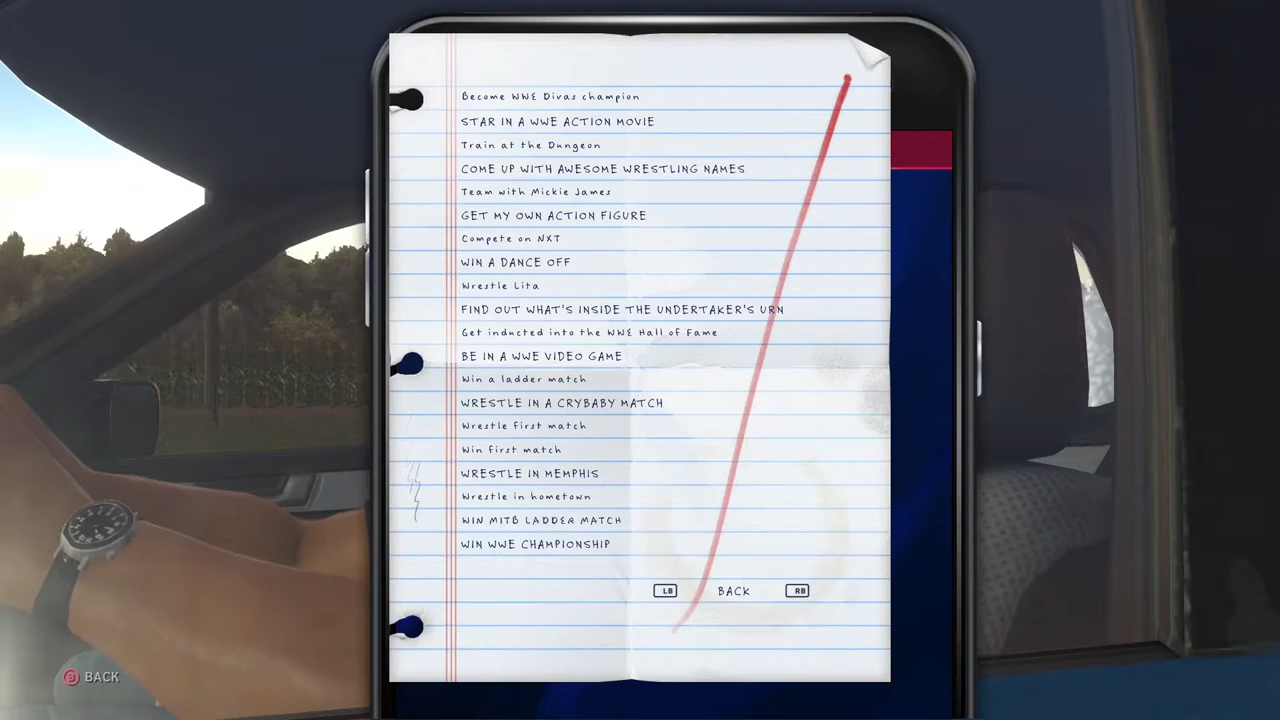 Become WWE Divas champion
STAR IN A WWE ACTION MOVIE
Train at the Dungeon
COME UP WITH AWESOME WRESTLING NAMES
Team with Mickie James
GET MY OWN ACTION FIGURE
Compete on NXT
WIN A DANCE OFF
Wrestle Lita
FIND OUT WHAT'S INSIDE THE UNDERTAKER'S URN
Get inducted into the WWE Hall of Fame
BE IN A WWE VIDEO GAME
Win a ladder match
WRESTLE IN A CRYBABY MATCH
Wrestle first match
Win first match
WRESTLE IN MEMPHIS
Wrestle in hometown
WIN MITB LADDER MATCH
WIN WWE CHAMPIONSHIP
LB BACK RB
B BACK